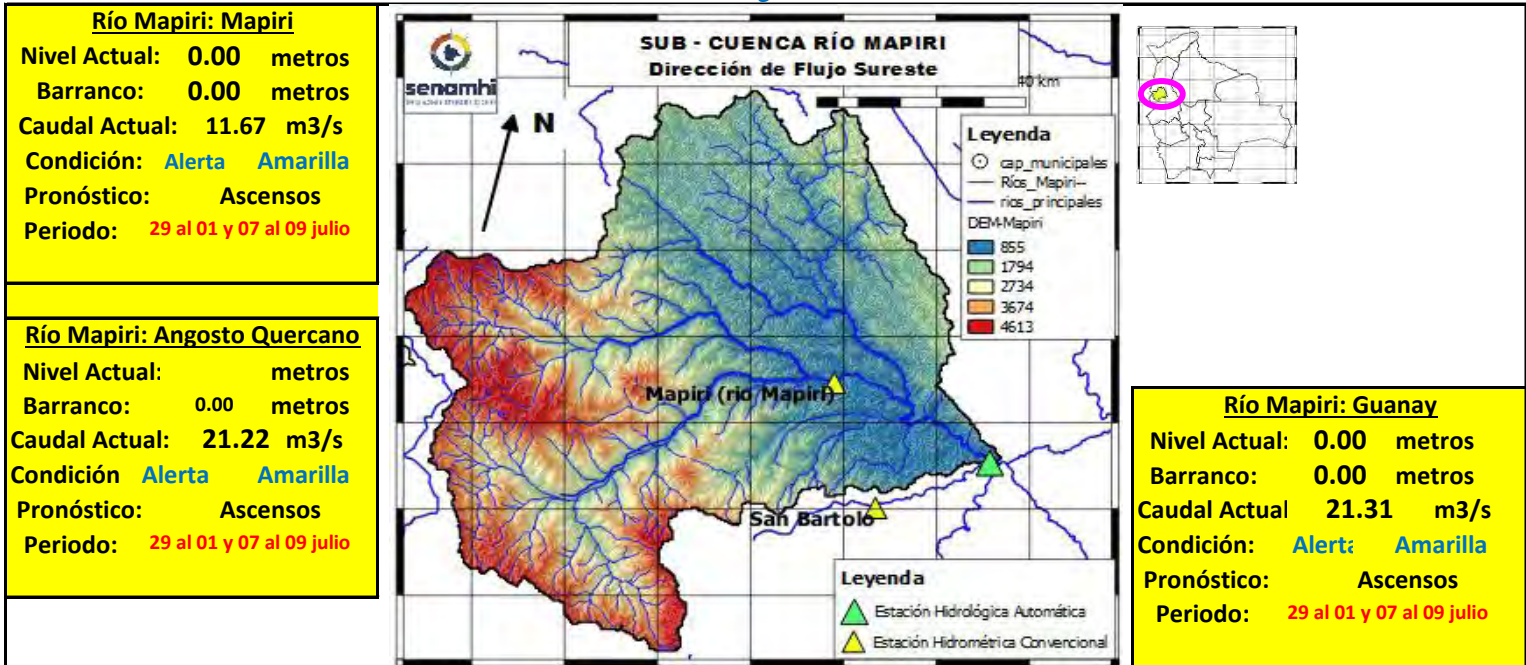 Río Mapiri: Mapiri
Nivel Actual: 0.00 metros
Barranco: 0.00 metros
Caudal Actual: 11.67 m3/s
Condición: Alerta Amarilla
Pronóstico: Ascensos
Periodo: 29 al 01 y 07 al 09 julio
Río Mapiri: Angosto Quercano
Nivel Actual: metros
Barranco: 0.00 metros
Caudal Actual: 21.22 m3/s
Condición Alerta Amarilla
Pronóstico: Ascensos
Periodo: 29 al 01 y 07 al 09 julio
senamhi
SUB - CUENCA RÍO MAPIRI
Dirección de Flujo Sureste
40 km
N
Leyenda
cap_municipales
Ríos_Mapiri--
rios_principales
DEM-Mapiri
855
1794
2734
3674
4613
Mapiri (rio Mapiri)
San Bartolo
Leyenda
Estación Hidrológica Automática
Estación Hidrométrica Convencional
Río Mapiri: Guanay
Nivel Actual: 0.00 metros
Barranco: 0.00 metros
Caudal Actual 21.31 m3/s
Condición: Alerta Amarilla
Pronóstico: Ascensos
Periodo: 29 al 01 y 07 al 09 julio